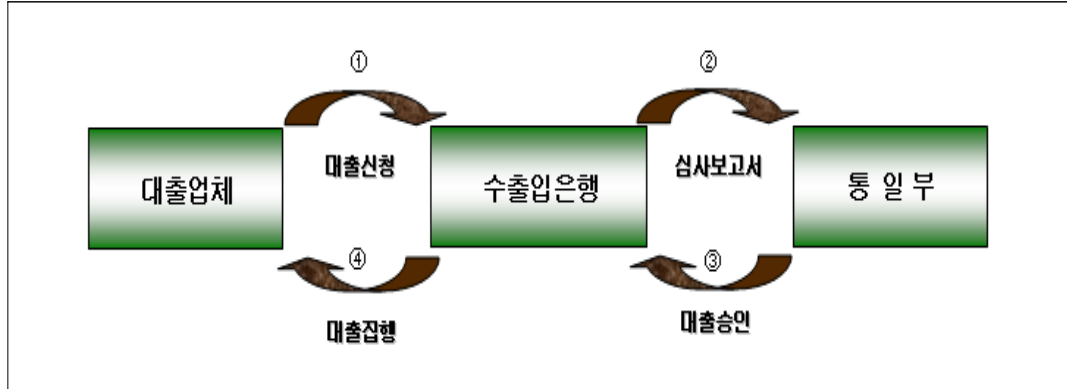 ① ②
대출신청 심사보고서
대출업체 수출입은행 통 일 부
④ ③
대출집행 대출승인